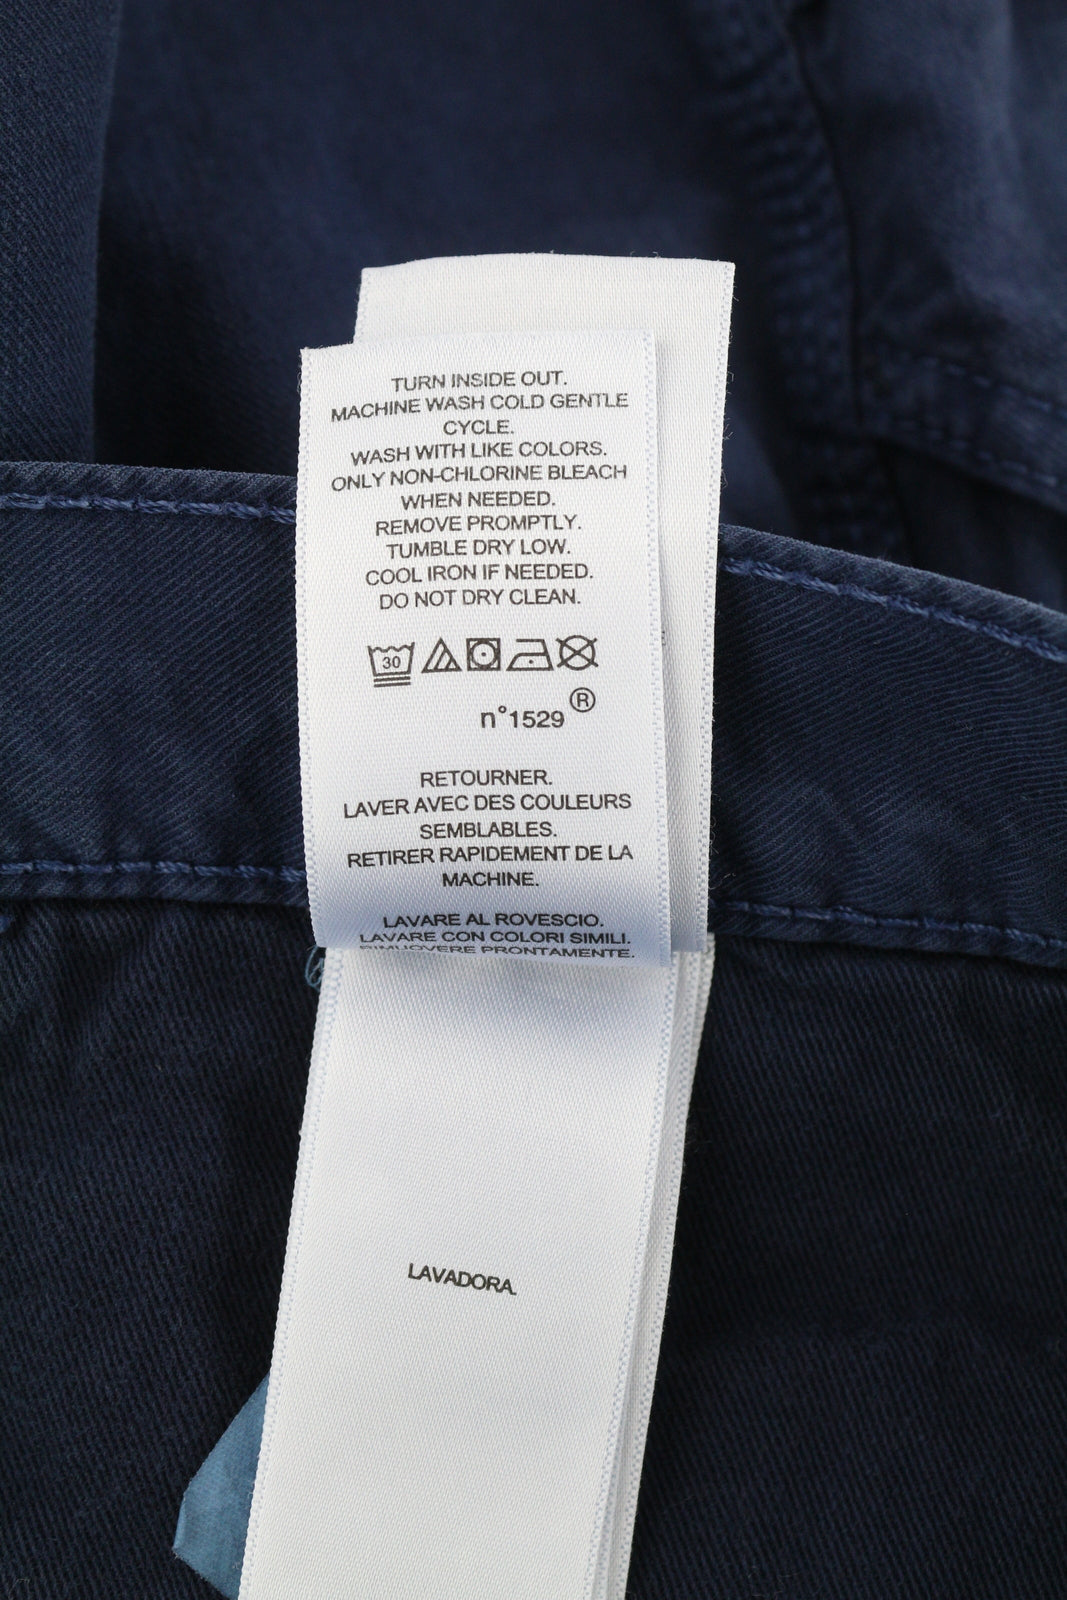 TURN INSIDE OUT.
MACHINE WASH COLD GENTLE
CYCLE.
WASH WITH LIKE COLORS.
ONLY NON-CHLORINE BLEACH
WHEN NEEDED.
REMOVE PROMPTLY.
TUMBLE DRY LOW.
COOL IRON IF NEEDED.
DO NOT DRY CLEAN.
30
n°1529 ®
RETOURNER.
LAVER AVEC DES COULEURS
SEMBLABLES.
RETIRER RAPIDEMENT DE LA
MACHINE.
LAVARE AL ROVESCIO.
LAVARE CON COLORI SIMILI.
RIMUOVERE PRONTAMENTE.
LAVADORA.